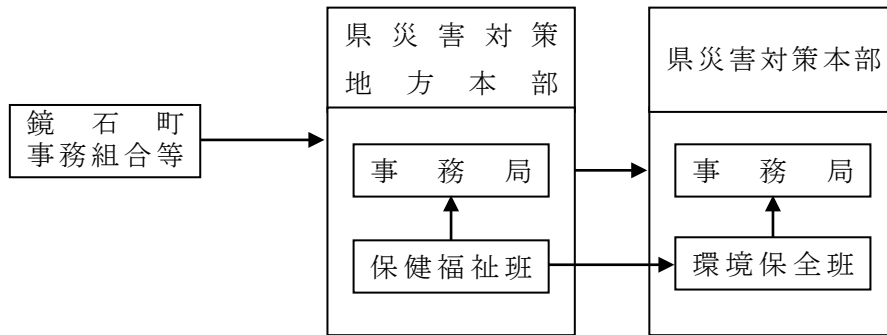 県災害対策
地方本部
県災害対策本部
鏡石町
事務組合等
事務局
事務局
保健福祉班
環境保全班